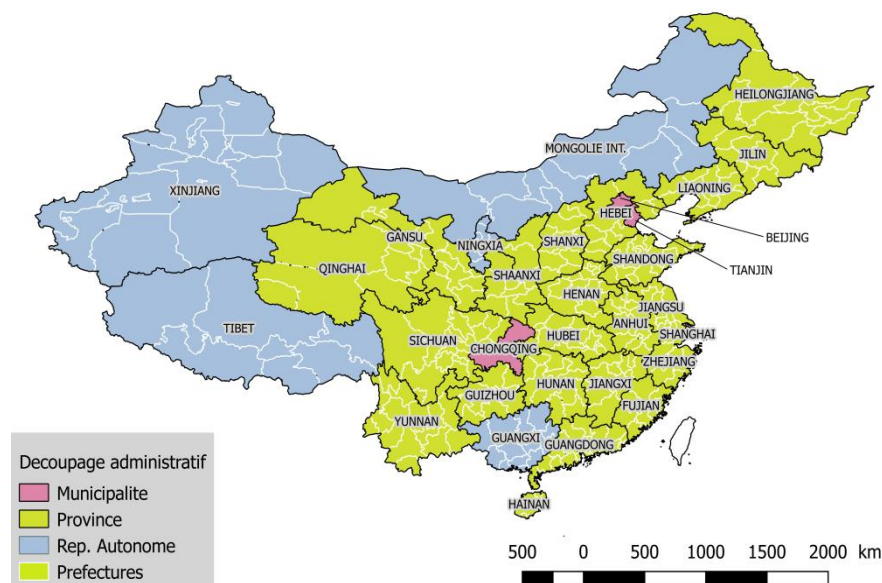 HEILONGJIANG
JILIN
MONGOLIE INT.
LIAONING
XINJIANG
HEBEI
BEIJING
GANSU
NINGXIA
SHANXI
QINGHAI
SHAANXI
SHANDONG
TIANJIN
HENAN
JIANGSU
ANHUI
TIBET
SICHUAN
CHONGQING
HUBEI
SHANGHAI
ZHEJIANG
GUIZHOU
HUNAN
JIANGXI
YUNNAN
FUJIAN
GUANGXI
GUANGDONG
HAINAN
Decoupage administratif
Municipalite
Province
Rep. Autonome
Prefectures
500 0 500 1000 1500 2000 km